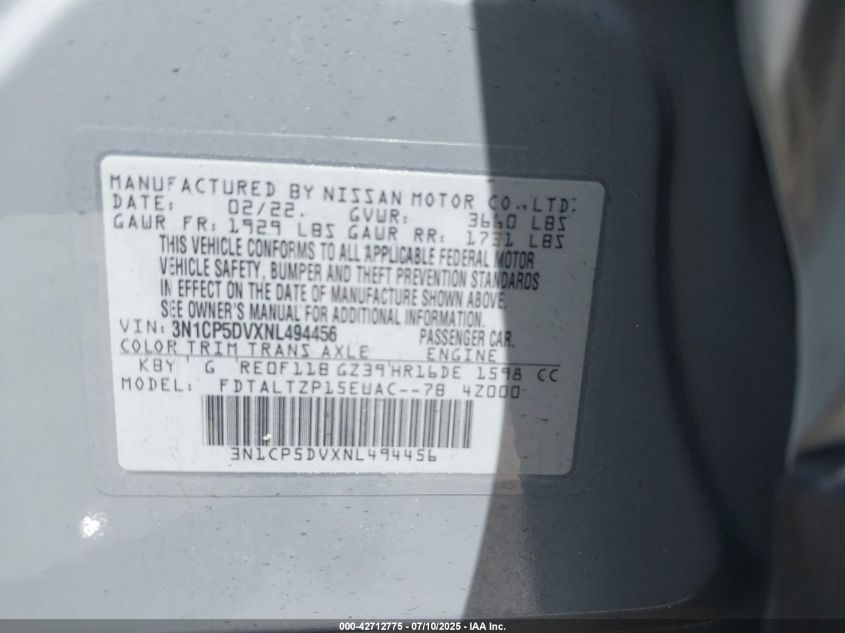 MANUFACTURED BY NISSAN MOTOR CO.,LTD.
DATE: 02/22. GVWR: 3660 LBS
GAWR FR: 1929 LBS GAWR RR: 1731 LBS
THIS VEHICLE CONFORMS TO ALL APPLICABLE FEDERAL MOTOR
VEHICLE SAFETY, BUMPER AND THEFT PREVENTION STANDARDS
IN EFFECT ON THE DATE OF MANUFACTURE SHOWN ABOVE.
SEE OWNER'S MANUAL FOR ADDITIONAL INFORMATION.
VIN: 3N1CP5DVXNL494456 PASSENGER CAR.
COLOR TRIM TRANS AXLE ENGINE
KBY G RE0F11B GZ39 HR16DE 1598 CC
MODEL: FDTALTZP15EUAC--7B 4Z000
3N1CP5DVXNL494456
000-42712775 - 07/10/2025 - IAA Inc.